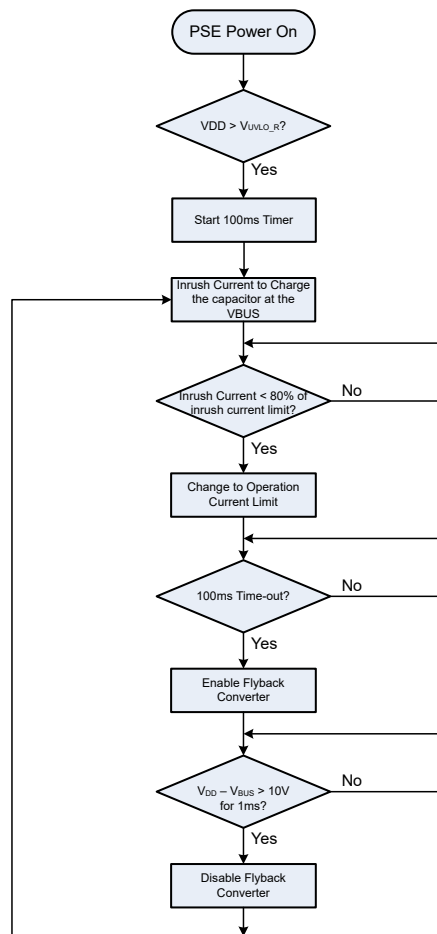 PSE Power On
VDD > VUVLO_R?
Yes
Start 100ms Timer
Inrush Current to Charge
the capacitor at the
VBUS
Inrush Current < 80% of
inrush current limit?
No
Yes
Change to Operation
Current Limit
100ms Time-out?
No
Yes
Enable Flyback
Converter
VDD – VBUS > 10V
for 1ms?
No
Yes
Disable Flyback
Converter